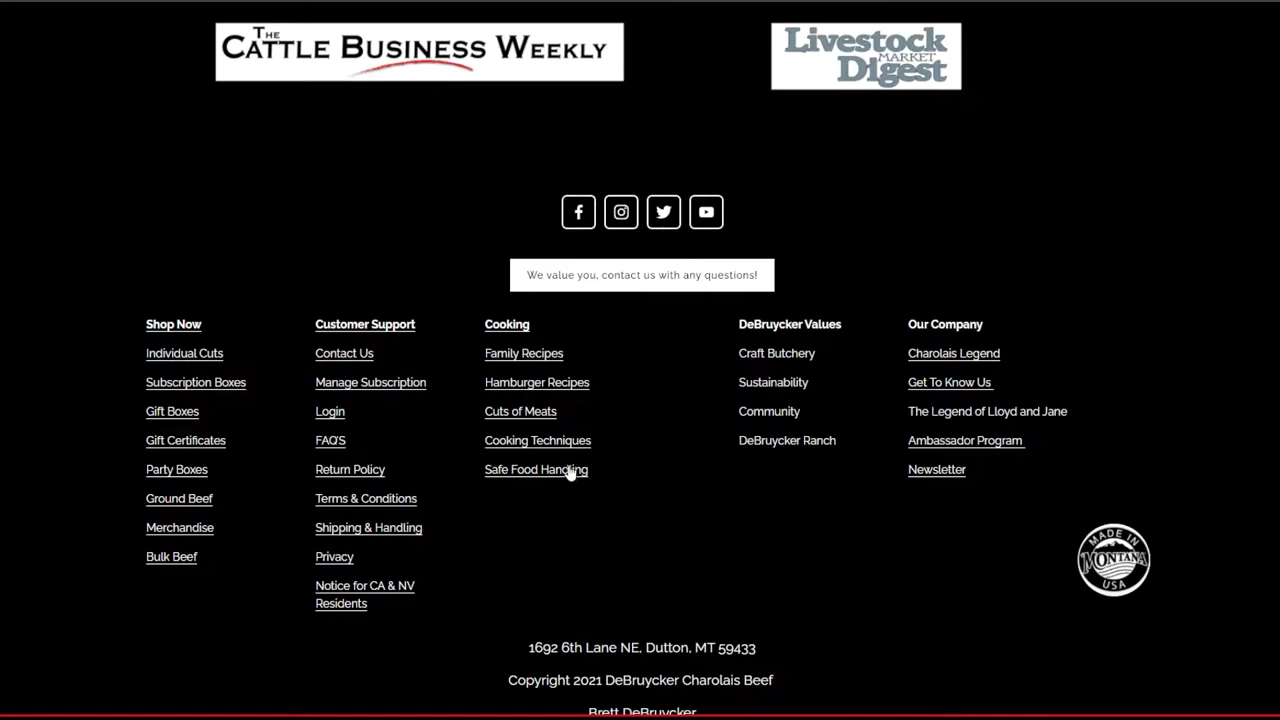 THE
CATTLE BUSINESS WEEKLY
Livestock
MARKET
Digest
We value you, contact us with any questions!
Shop Now
Individual Cuts
Subscription Boxes
Gift Boxes
Gift Certificates
Party Boxes
Ground Beef
Merchandise
Bulk Beef
Customer Support
Contact Us
Manage Subscription
Login
FAQ'S
Return Policy
Terms & Conditions
Shipping & Handling
Privacy
Notice for CA & NV
Residents
Cooking
Family Recipes
Hamburger Recipes
Cuts of Meats
Cooking Techniques
Safe Food Handling
DeBruycker Values
Craft Butchery
Sustainability
Community
DeBruycker Ranch
Our Company
Charolais Legend
Get To Know Us
The Legend of Lloyd and Jane
Ambassador Program
Newsletter
MADE IN
MONTANA
USA
1692 6th Lane NE, Dutton, MT 59433
Copyright 2021 DeBruycker Charolais Beef
Brett DeBruycker